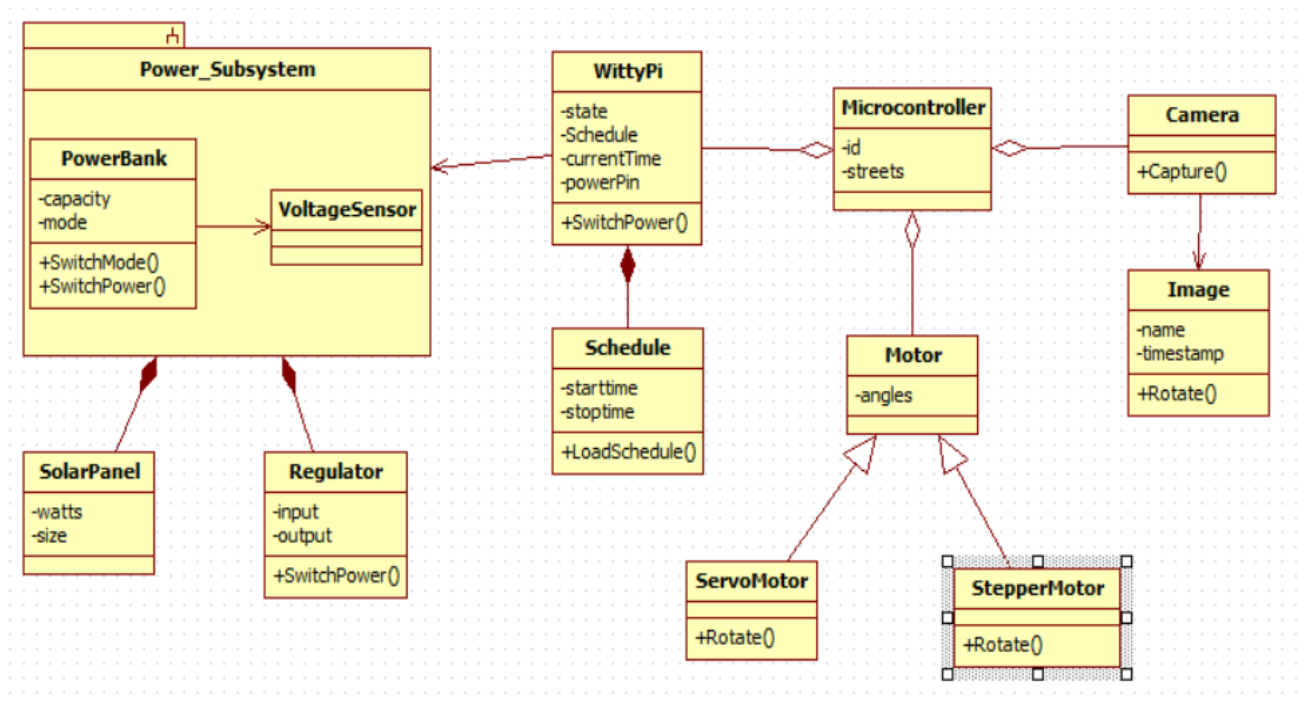 Power_Subsystem
PowerBank
-capacity
-mode
+SwitchMode()
+SwitchPower()
VoltageSensor
WittyPi
-state
-Schedule
-currentTime
-powerPin
+SwitchPower()
Microcontroller
-id
-streets
Camera
+Capture()
Image
-name
-timestamp
+Rotate()
Schedule
-starttime
-stoptime
+LoadSchedule()
Motor
-angles
SolarPanel
-watts
-size
Regulator
-input
-output
+SwitchPower()
ServoMotor
+Rotate()
StepperMotor
+Rotate()